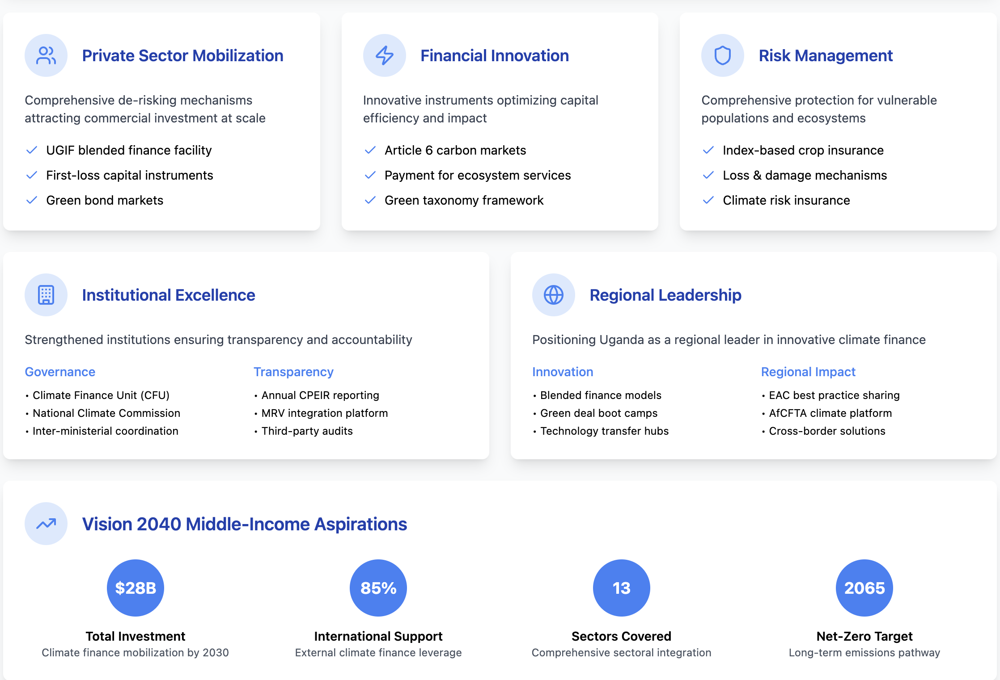 Private Sector Mobilization
Comprehensive de-risking mechanisms
attracting commercial investment at scale
UGIF blended finance facility
First-loss capital instruments
Green bond markets
Financial Innovation
Innovative instruments optimizing capital
efficiency and impact
Article 6 carbon markets
Payment for ecosystem services
Green taxonomy framework
Risk Management
Comprehensive protection for vulnerable
populations and ecosystems
Index-based crop insurance
Loss & damage mechanisms
Climate risk insurance
Institutional Excellence
Strengthened institutions ensuring transparency and accountability
Governance
• Climate Finance Unit (CFU)
• National Climate Commission
• Inter-ministerial coordination
Transparency
• Annual CPEIR reporting
• MRV integration platform
• Third-party audits
Regional Leadership
Positioning Uganda as a regional leader in innovative climate finance
Innovation
• Blended finance models
• Green deal boot camps
• Technology transfer hubs
Regional Impact
• EAC best practice sharing
• AfCFTA climate platform
• Cross-border solutions
Vision 2040 Middle-Income Aspirations
$28B
Total Investment
Climate finance mobilization by 2030
85%
International Support
External climate finance leverage
13
Sectors Covered
Comprehensive sectoral integration
2065
Net-Zero Target
Long-term emissions pathway